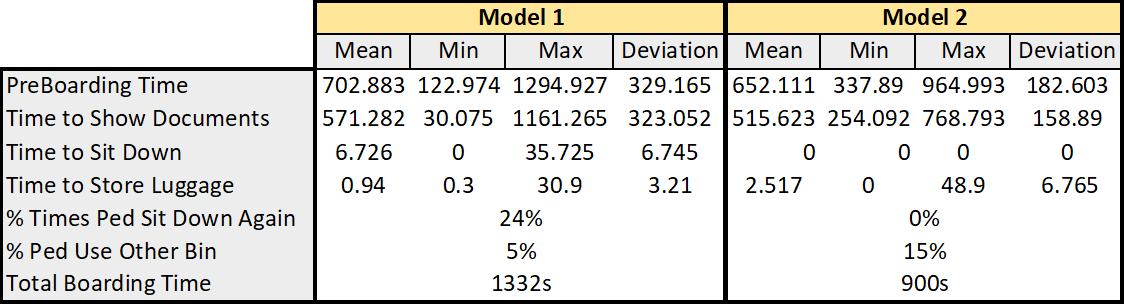 Model 1 Model 2
Mean Min Max Deviation Mean Min Max Deviation
PreBoarding Time 702.883 122.974 1294.927 329.165 652.111 337.89 964.993 182.603
Time to Show Documents 571.282 30.075 1161.265 323.052 515.623 254.092 768.793 158.89
Time to Sit Down 6.726 0 35.725 6.745 0 0 0 0
Time to Store Luggage 0.94 0.3 30.9 3.21 2.517 0 48.9 6.765
% Times Ped Sit Down Again 24% 0%
% Ped Use Other Bin 5% 15%
Total Boarding Time 1332s 900s